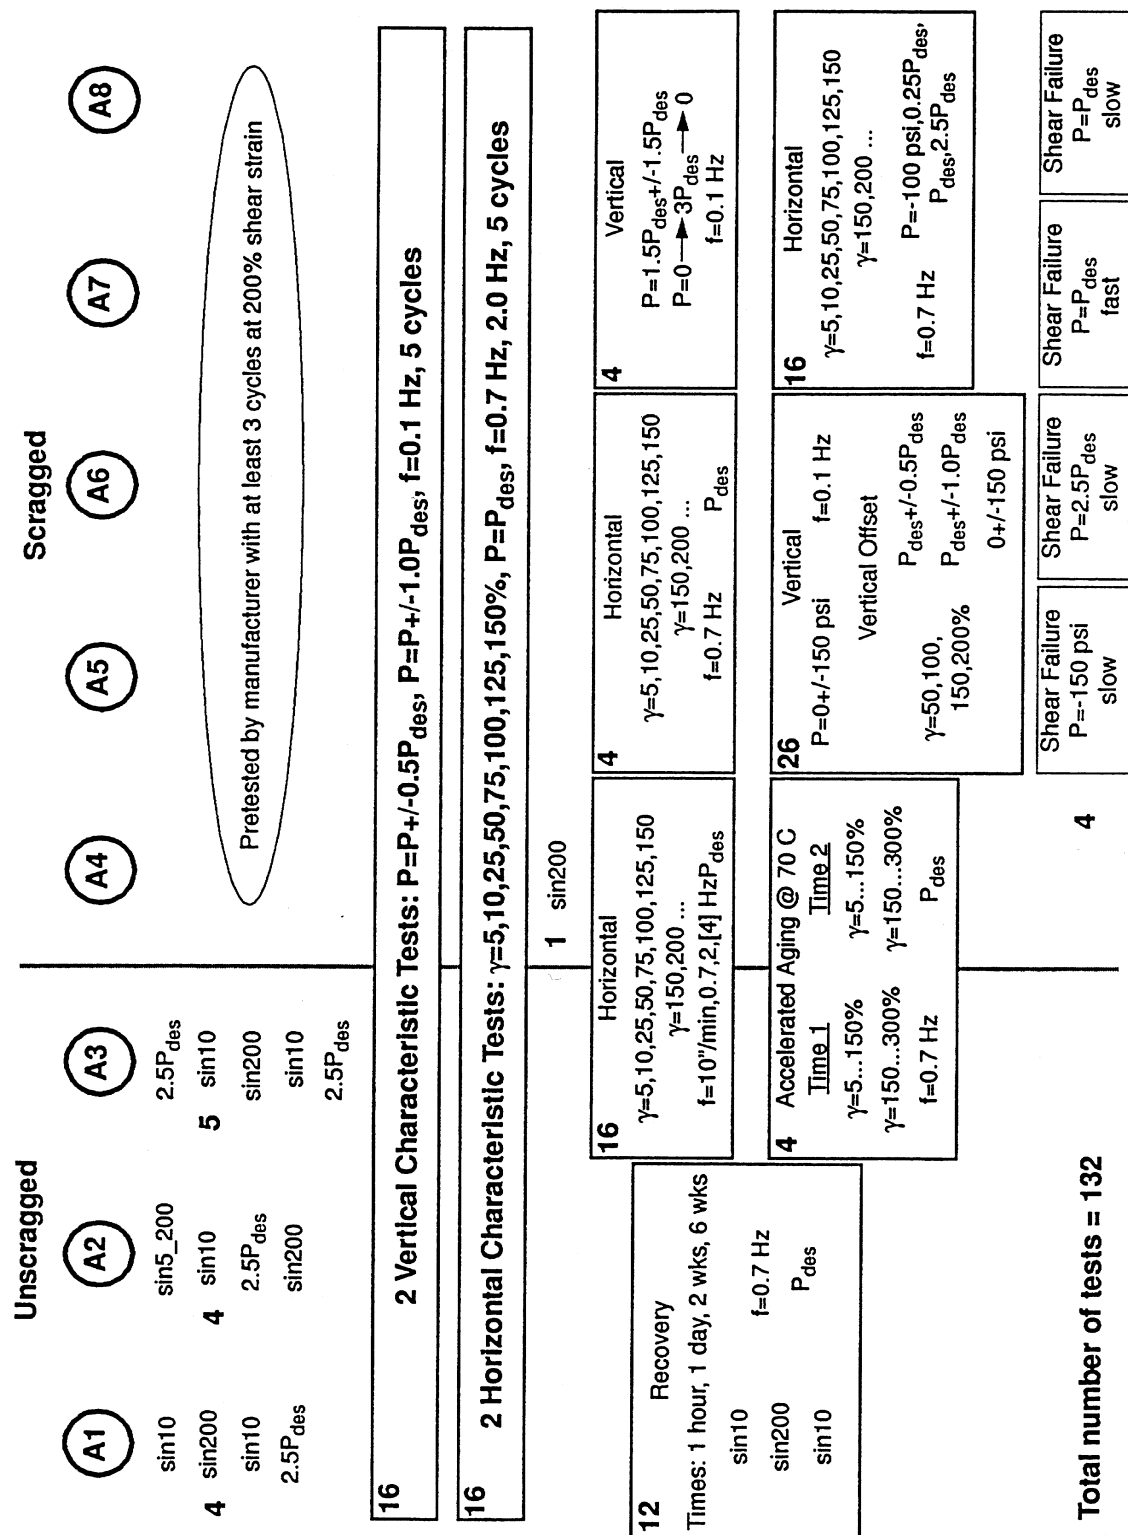 Unscragged
Scragged
A1
A2
A3
A4
A5
A6
A7
A8
sin10
4 sin200
sin10
2.5Pdes
sin5_200
4 sin10
2.5Pdes
sin200
2.5Pdes
5 sin10
sin200
sin10
2.5Pdes
Pretested by manufacturer with at least 3 cycles at 200% shear strain
16
2 Vertical Characteristic Tests: P=P+/-0.5Pdes, P=P+/-1.0Pdes, f=0.1 Hz, 5 cycles
16
2 Horizontal Characteristic Tests: γ=5,10,25,50,75,100,125,150%, P=Pdes, f=0.7 Hz, 2.0 Hz, 5 cycles
1 sin200
12
Recovery
Times: 1 hour, 1 day, 2 wks, 6 wks
sin10
sin200 f=0.7 Hz
sin10 Pdes
16
Horizontal
γ=5,10,25,50,75,100,125,150
γ=150,200 ...
f=10"/min,0.7,2,[4] HzPdes
4
Horizontal
γ=5,10,25,50,75,100,125,150
γ=150,200 ...
f=0.7 Hz Pdes
4
Vertical
P=1.5Pdes+/-1.5Pdes
P=0→3Pdes→0
f=0.1 Hz
4 Accelerated Aging @ 70 C
Time 1 Time 2
γ=5...150% γ=5...150%
γ=150...300% γ=150...300%
f=0.7 Hz Pdes
26 Vertical
P=0+/-150 psi f=0.1 Hz
Vertical Offset
γ=50,100, Pdes+/-0.5Pdes
150,200% Pdes+/-1.0Pdes
0+/-150 psi
16 Horizontal
γ=5,10,25,50,75,100,125,150
γ=150,200 ...
f=0.7 Hz P=-100 psi,0.25Pdes,
Pdes,2.5Pdes
4
Shear Failure
P=-150 psi
slow
Shear Failure
P=2.5Pdes
slow
Shear Failure
P=Pdes
fast
Shear Failure
P=Pdes
slow
Total number of tests = 132